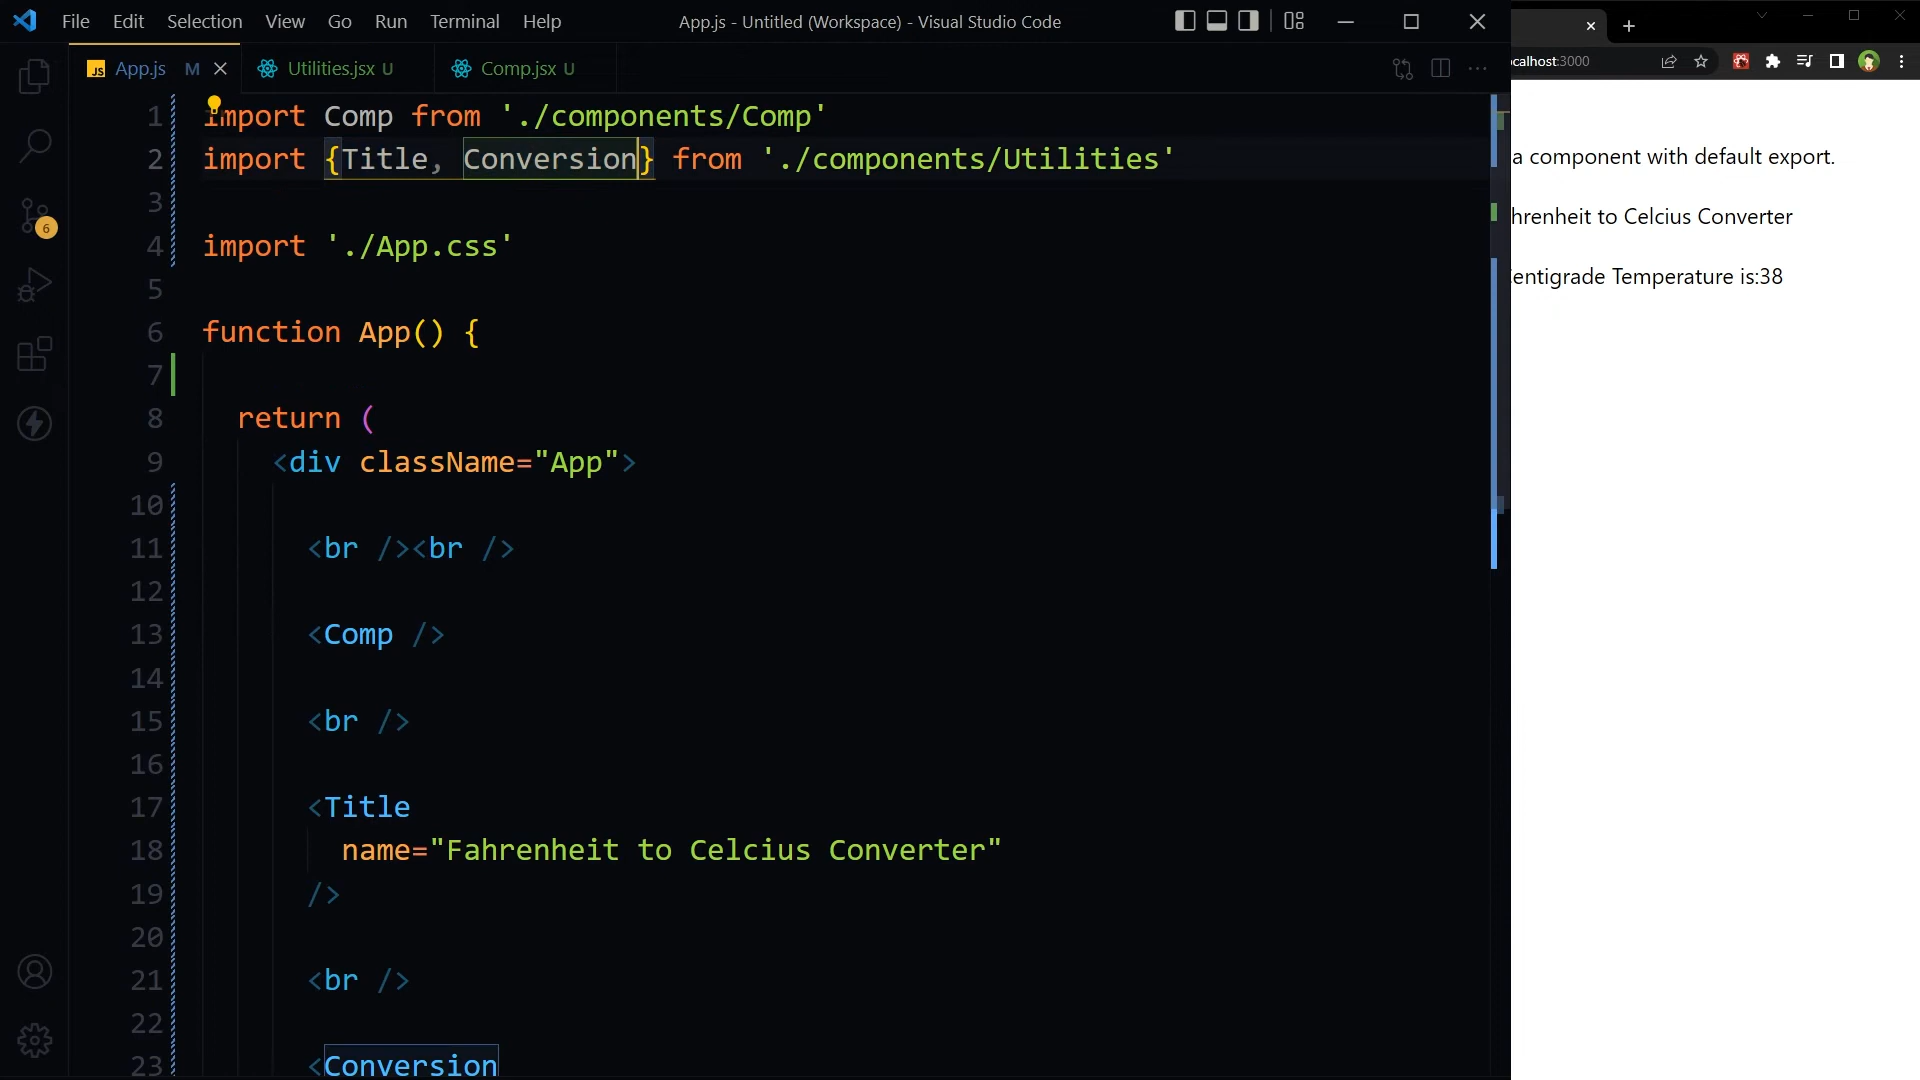 File Edit Selection View Go Run Terminal Help
App.js - Untitled (Workspace) - Visual Studio Code
JS App.js M
Utilities.jsx U
Comp.jsx U
6
1 import Comp from './components/Comp'
2 import {Title, Conversion} from './components/Utilities'
3
4 import './App.css'
5
6 function App() {
7
8 return (
9 <div className="App">
10
11 <br /><br />
12
13 <Comp />
14
15 <br />
16
17 <Title
18 name="Fahrenheit to Celcius Converter"
19 />
20
21 <br />
22
23 <Conversion
ocalhost:3000
a component with default export.
hrenheit to Celcius Converter
entigrade Temperature is:38